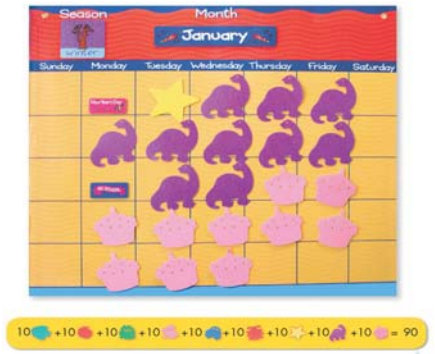 Season Month
winter
January
Sunday Monday Tuesday Wednesday Thursday Friday Saturday
10 +10 +10 +10 +10 +10 +10 +10 +10 = 90